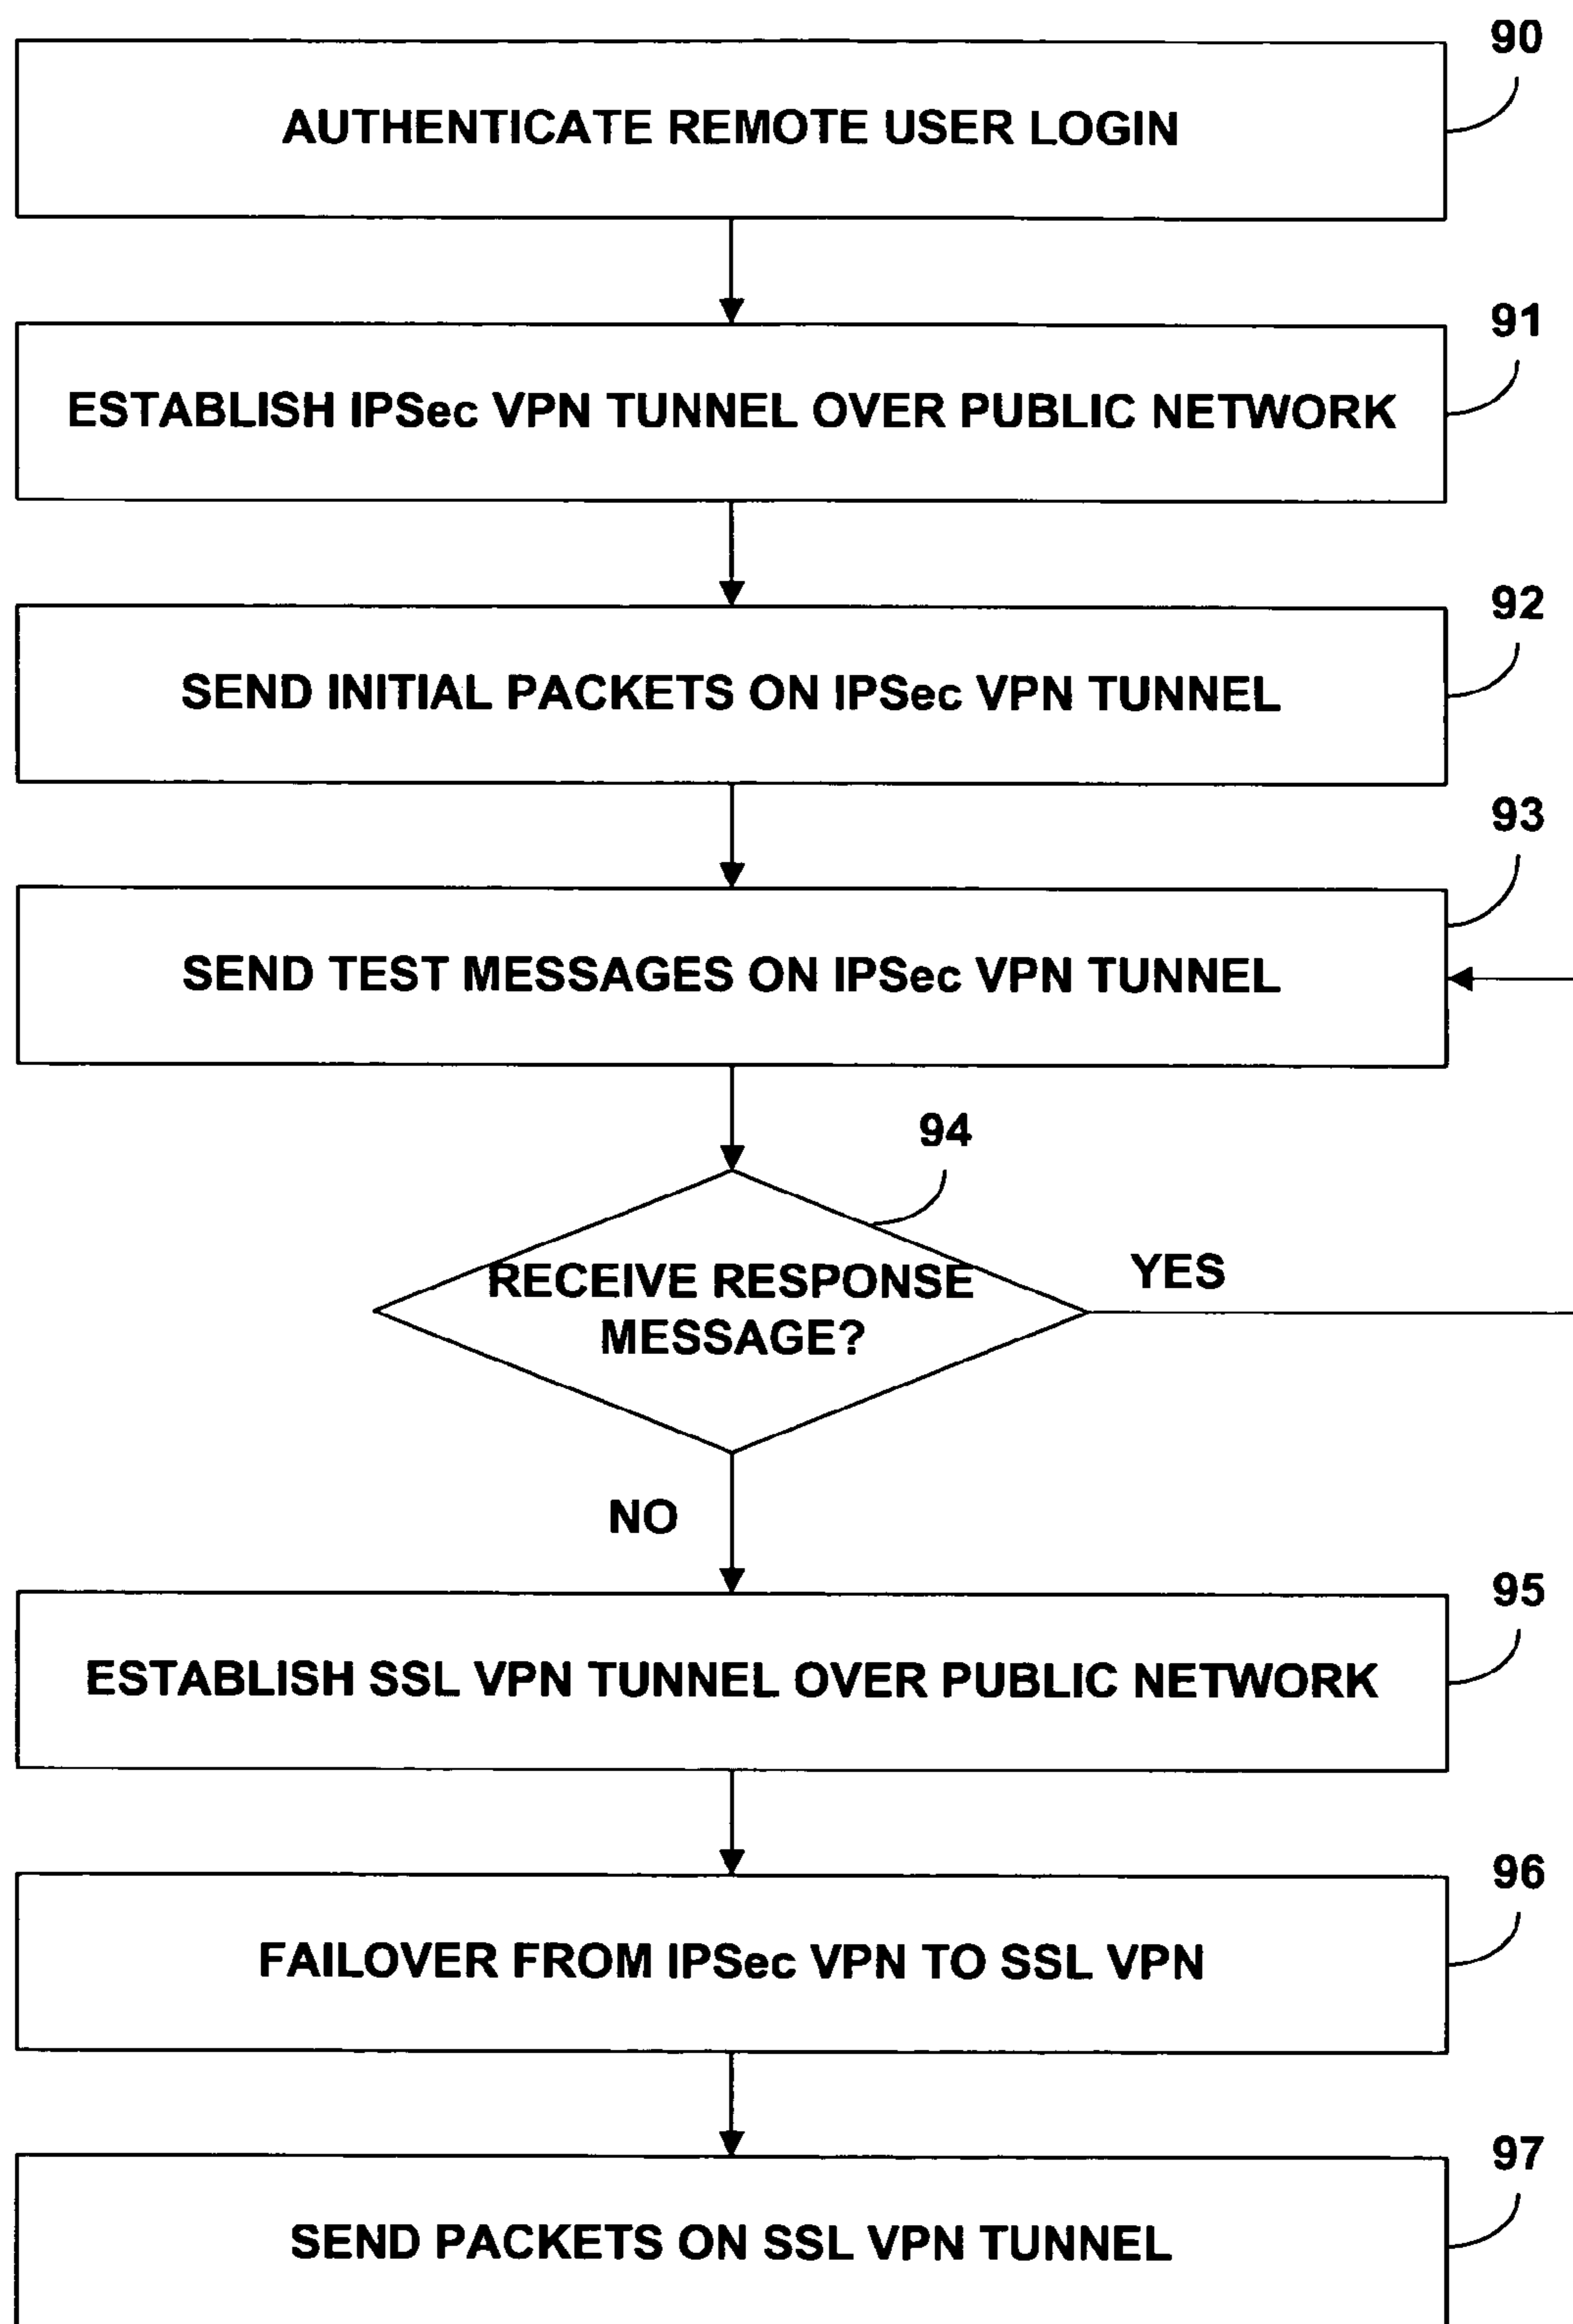 90
AUTHENTICATE REMOTE USER LOGIN
91
ESTABLISH IPSec VPN TUNNEL OVER PUBLIC NETWORK
92
SEND INITIAL PACKETS ON IPSec VPN TUNNEL
93
SEND TEST MESSAGES ON IPSec VPN TUNNEL
94
RECEIVE RESPONSE
MESSAGE?
YES
NO
95
ESTABLISH SSL VPN TUNNEL OVER PUBLIC NETWORK
96
FAILOVER FROM IPSec VPN TO SSL VPN
97
SEND PACKETS ON SSL VPN TUNNEL